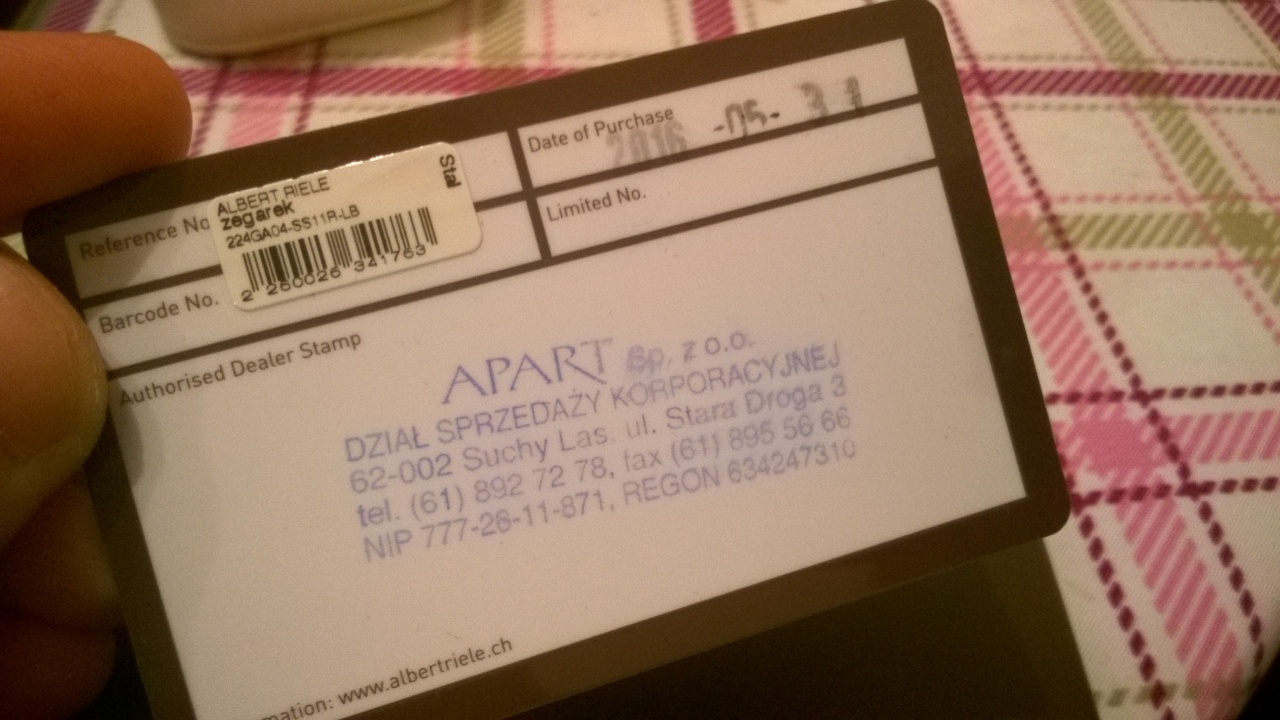 Reference No
ALBERT RIELE
zegarek
224GA04-SS11R-LB
Stal
2 260026 341763
Date of Purchase
2016 -05- 31
Barcode No.
Limited No.
Authorised Dealer Stamp
APART Sp. z o.o.
DZIAŁ SPRZEDAŻY KORPORACYJNEJ
62-002 Suchy Las, ul. Stara Droga 3
tel. (61) 892 72 78, fax (61) 895 56 66
NIP 777-26-11-871, REGON 634247310
mation: www.albertriele.ch